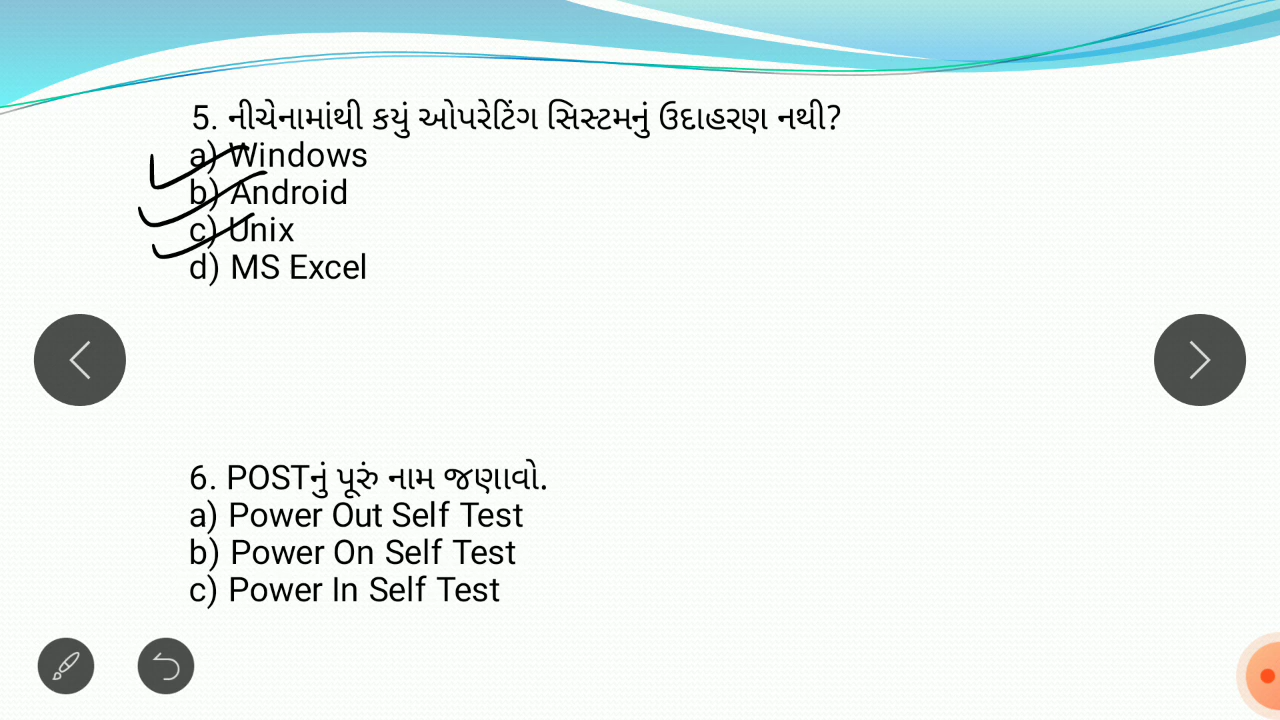 5. નીચેનામાંથી કયું ઓપરેટિંગ સિસ્ટમનું ઉદાહરણ નથી?
a) Windows
b) Android
c) Unix
d) MS Excel
6. POSTનું પૂરું નામ જણાવો.
a) Power Out Self Test
b) Power On Self Test
c) Power In Self Test